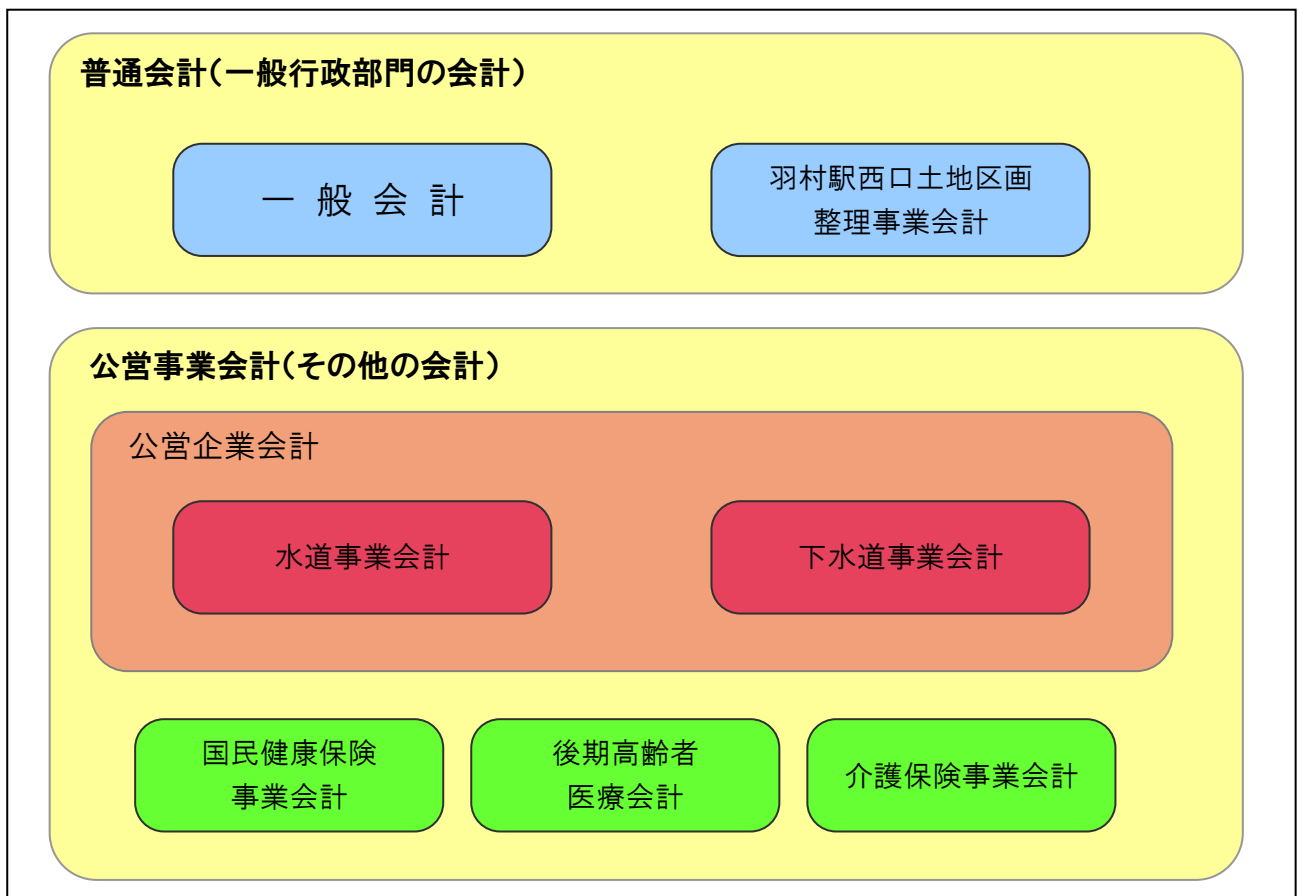 普通会計(一般行政部門の会計)
一 般 会 計
羽村駅西口土地区画
整理事業会計
公営事業会計(その他の会計)
公営企業会計
水道事業会計
下水道事業会計
国民健康保険
事業会計
後期高齢者
医療会計
介護保険事業会計